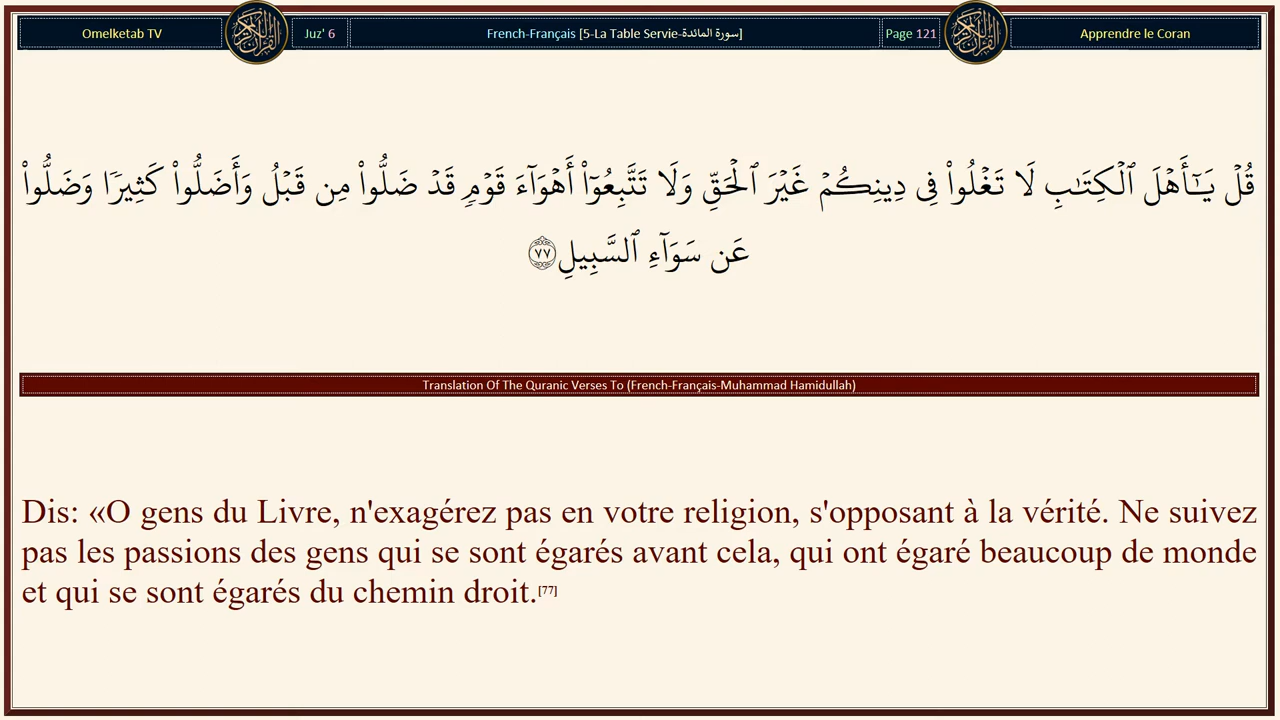 Omelketab TV
Juz' 6
French-Français [5-La Table Servie-سورة المائدة]
Page 121
Apprendre le Coran
قُلۡ يَـٰٓأَهۡلَ ٱلۡكِتَـٰبِ لَا تَغۡلُواْ فِى دِينِكُمۡ غَيۡرَ ٱلۡحَقِّ وَلَا تَتَّبِعُوٓاْ أَهۡوَآءَ قَوۡمٍ قَدۡ ضَلُّواْ مِن قَبۡلُ وَأَضَلُّواْ كَثِيرًا وَضَلُّواْ
عَن سَوَآءِ ٱلسَّبِيلِ ٧٧
Translation Of The Quranic Verses To (French-Français-Muhammad Hamidullah)
Dis: «O gens du Livre, n'exagérez pas en votre religion, s'opposant à la vérité. Ne suivez
pas les passions des gens qui se sont égarés avant cela, qui ont égaré beaucoup de monde
et qui se sont égarés du chemin droit.[77]